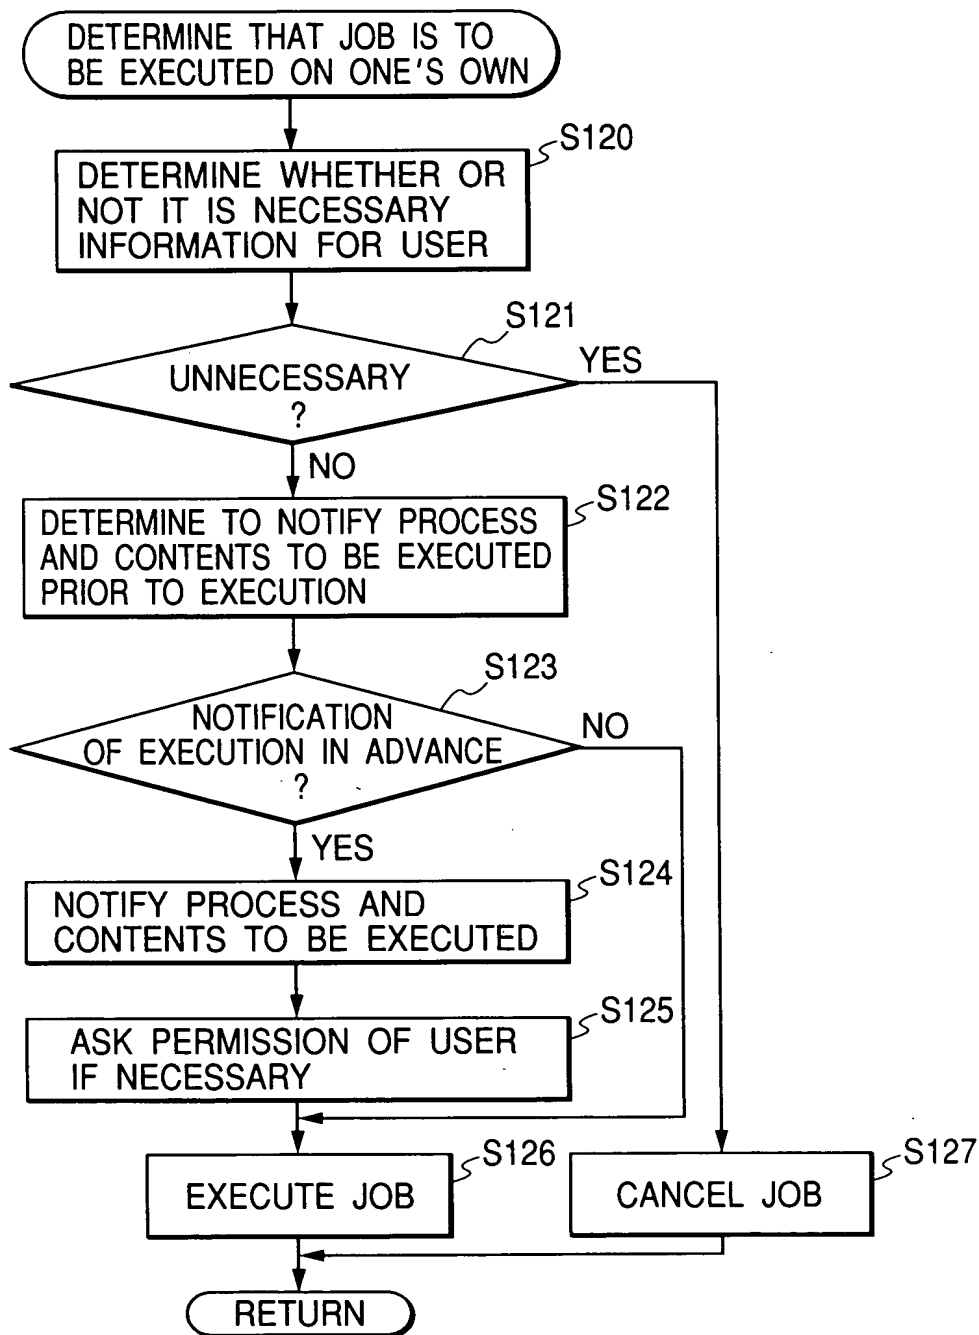 DETERMINE THAT JOB IS TO
BE EXECUTED ON ONE'S OWN
S120
DETERMINE WHETHER OR
NOT IT IS NECESSARY
INFORMATION FOR USER
S121
UNNECESSARY
?
YES
NO
S122
DETERMINE TO NOTIFY PROCESS
AND CONTENTS TO BE EXECUTED
PRIOR TO EXECUTION
S123
NOTIFICATION
OF EXECUTION IN ADVANCE
?
NO
YES
S124
NOTIFY PROCESS AND
CONTENTS TO BE EXECUTED
S125
ASK PERMISSION OF USER
IF NECESSARY
S126
EXECUTE JOB
S127
CANCEL JOB
RETURN